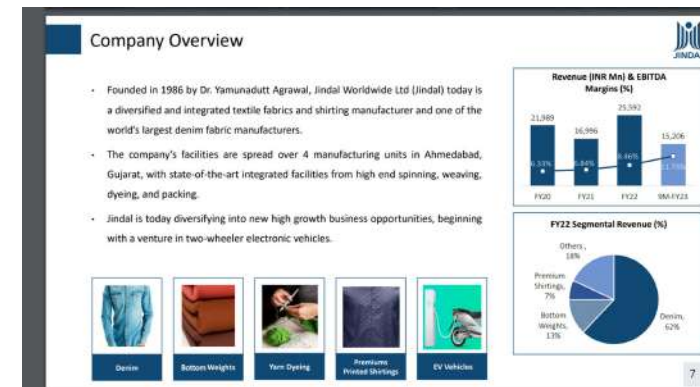 Company Overview
JINDAL
• Founded in 1986 by Dr. Yamunadutt Agrawal, Jindal Worldwide Ltd (Jindal) today is
a diversified and integrated textile fabrics and shirting manufacturer and one of the
world's largest denim fabric manufacturers.
• The company's facilities are spread over 4 manufacturing units in Ahmedabad,
Gujarat, with state-of-the-art integrated facilities from high end spinning, weaving,
dyeing, and packing.
• Jindal is today diversifying into new high growth business opportunities, beginning
with a venture in two-wheeler electronic vehicles.
Denim
Bottom Weights
Yarn Dyeing
Premiums
Printed Shirtings
EV Vehicles
Revenue (INR Mn) & EBITDA
Margins (%)
21,989
16,996
25,592
15,206
6.33%
6.84%
8.46%
FY20
FY21
FY22
9M-FY23
FY22 Segmental Revenue (%)
Others,
18%
Premium
Shirtings,
7%
Bottom
Weights,
13%
Denim,
62%
7